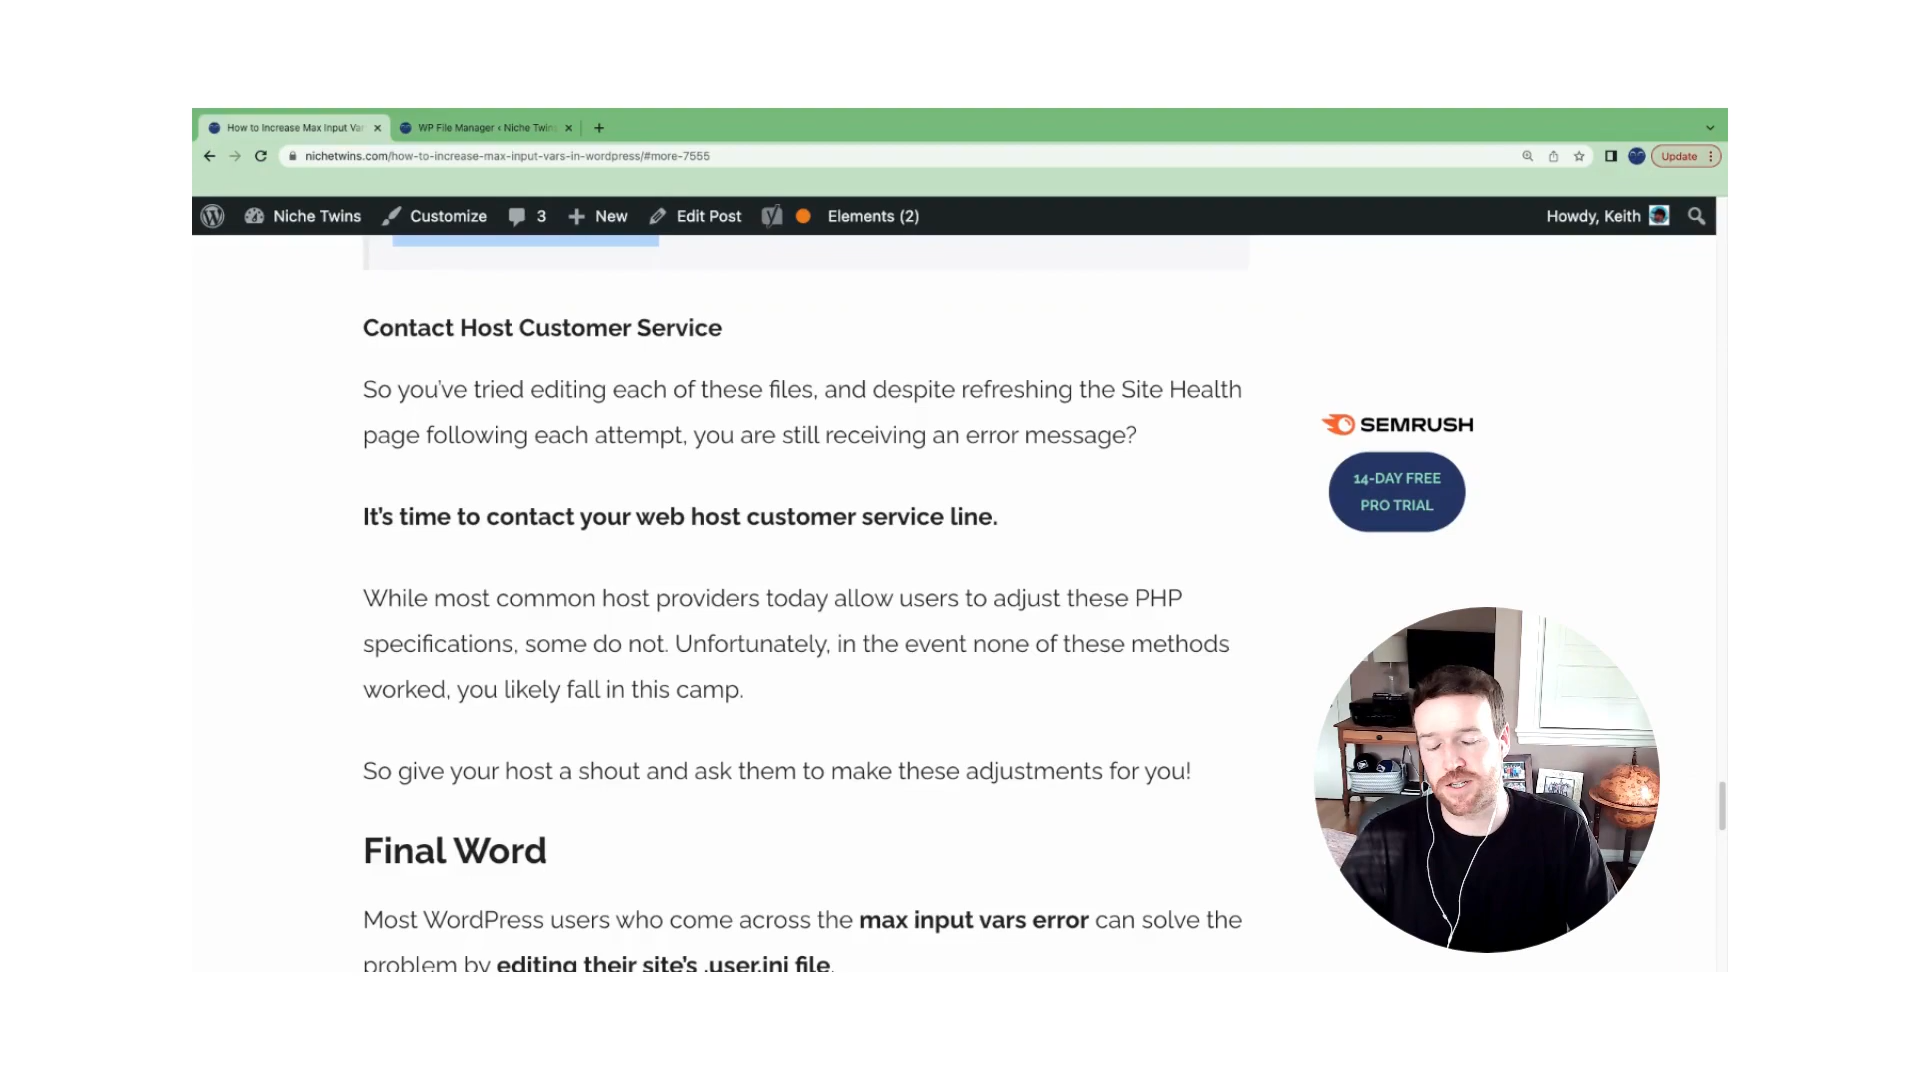 How to Increase Max Input Var
WP File Manager ‹ Niche Twin
nichetwins.com/how-to-increase-max-input-vars-in-wordpress/#more-7555
Update
Niche Twins
Customize
3
New
Edit Post
Elements (2)
Howdy, Keith
Contact Host Customer Service
So you’ve tried editing each of these files, and despite refreshing the Site Health
page following each attempt, you are still receiving an error message?
It’s time to contact your web host customer service line.
While most common host providers today allow users to adjust these PHP
specifications, some do not. Unfortunately, in the event none of these methods
worked, you likely fall in this camp.
So give your host a shout and ask them to make these adjustments for you!
Final Word
Most WordPress users who come across the max input vars error can solve the
problem by editing their site’s .user.ini file.
SEMRUSH
14-DAY FREE
PRO TRIAL